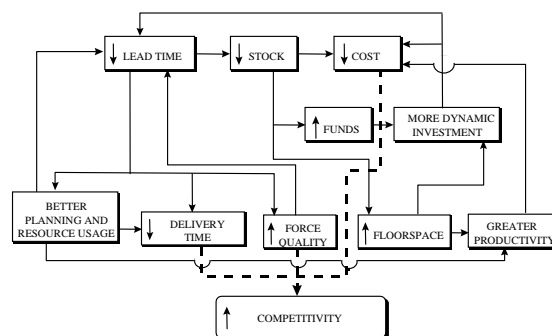 LEAD TIME
STOCK
COST
FUNDS
MORE DYNAMIC
INVESTMENT
BETTER
PLANNING AND
RESOURCE USAGE
DELIVERY
TIME
FORCE
QUALITY
FLOORSPACE
GREATER
PRODUCTIVITY
COMPETITIVITY